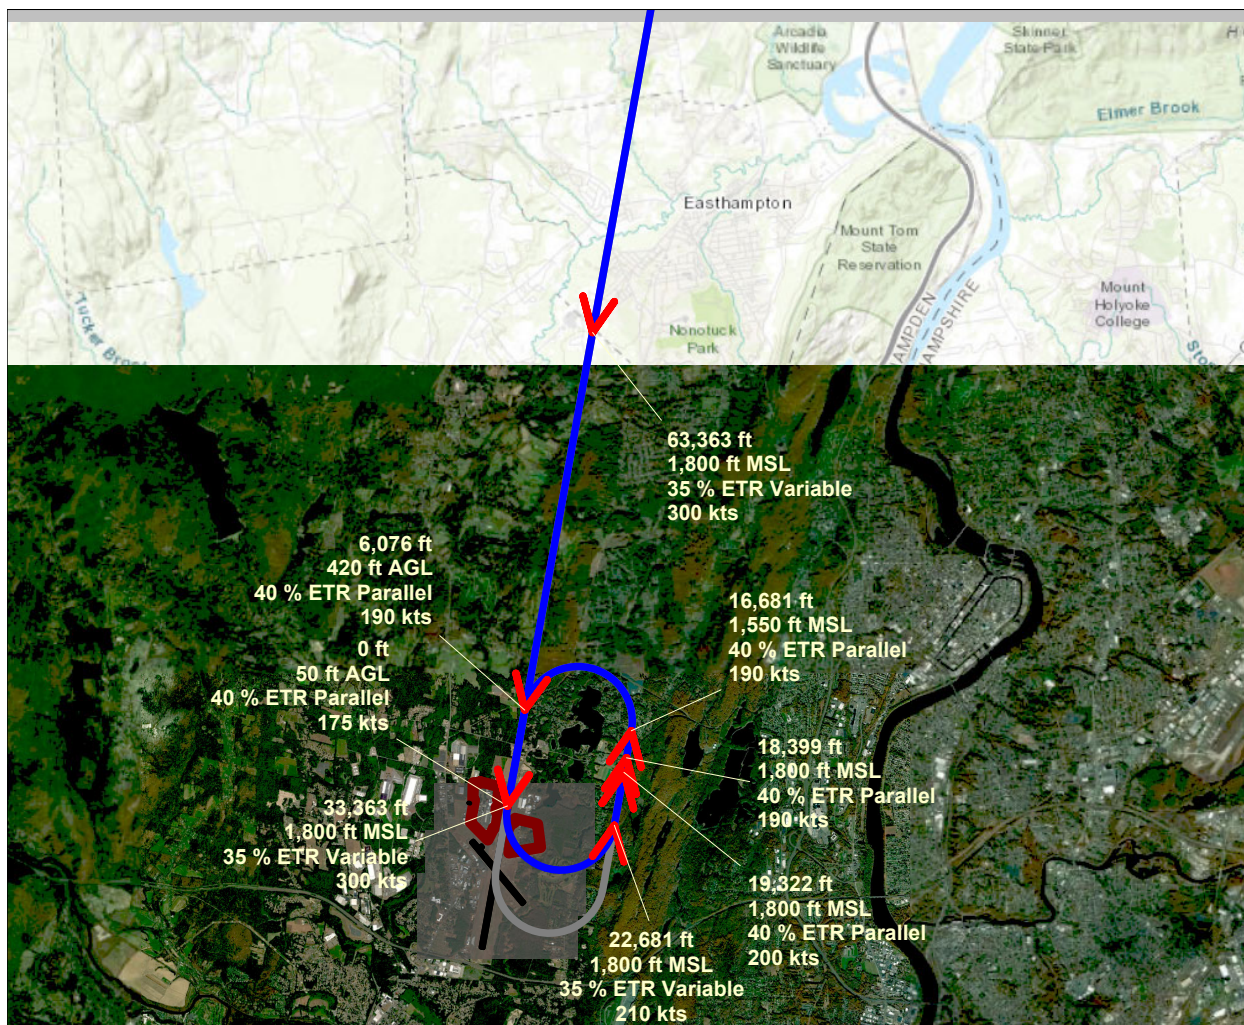 Arcadia
Wildlife
Sanctuary
Skinner
State Park
H
Elmer Brook
Easthampton
Mount Tom
State
Reservation
Mount
Holyoke
College
AMPDEN
AMPSHIRE
Tucker Broo
Nonotuck
Park
Sto
63,363 ft
1,800 ft MSL
35 % ETR Variable
300 kts
6,076 ft
420 ft AGL
40 % ETR Parallel
190 kts
0 ft
50 ft AGL
40 % ETR Parallel
175 kts
16,681 ft
1,550 ft MSL
40 % ETR Parallel
190 kts
18,399 ft
1,800 ft MSL
40 % ETR Parallel
190 kts
33,363 ft
1,800 ft MSL
35 % ETR Variable
300 kts
19,322 ft
1,800 ft MSL
40 % ETR Parallel
200 kts
22,681 ft
1,800 ft MSL
35 % ETR Variable
210 kts